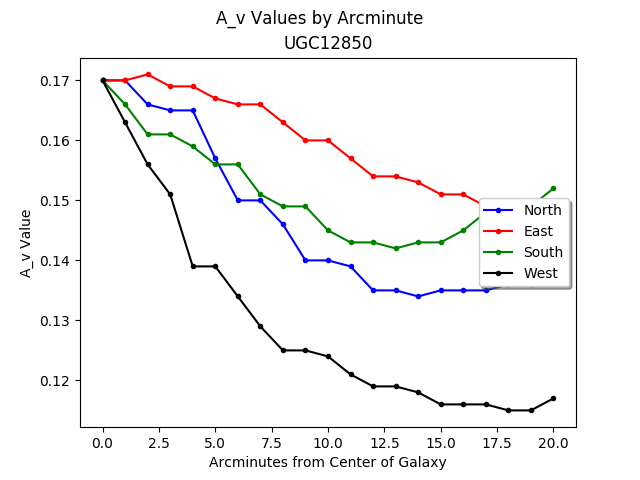 A_v Values by Arcminute
UGC12850
0.17
0.16
0.15
0.14
0.13
0.12
A_v Value
North
East
South
West
0.0 2.5 5.0 7.5 10.0 12.5 15.0 17.5 20.0
Arcminutes from Center of Galaxy